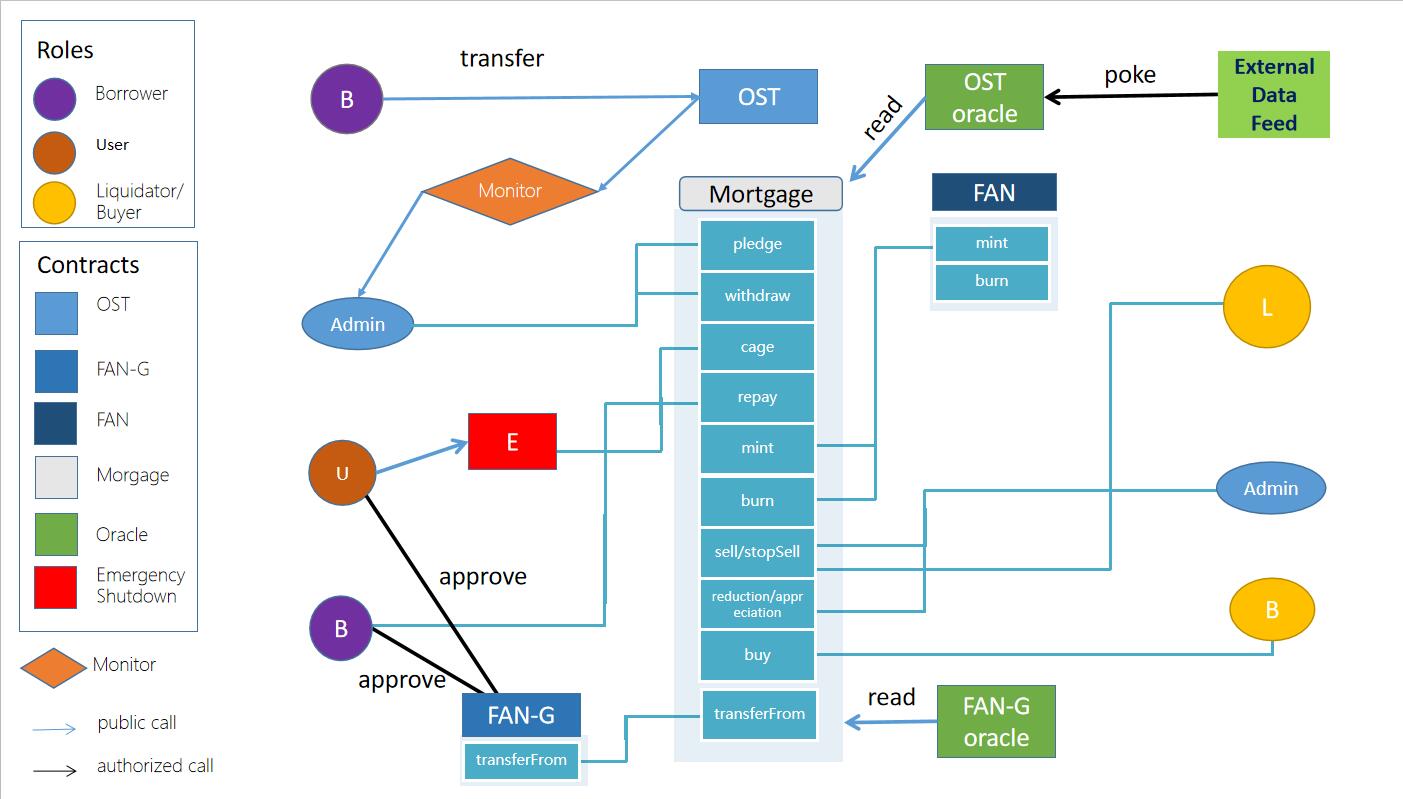 Roles
Borrower
User
Liquidator/
Buyer
Contracts
OST
FAN-G
FAN
Morgage
Oracle
Emergency
Shutdown
Monitor
public call
authorized call
transfer
B
OST
read
OST
oracle
poke
External
Data
Feed
Monitor
Mortgage
FAN
mint
burn
pledge
withdraw
cage
repay
mint
burn
sell/stopSell
reduction/appr
eciation
buy
transferFrom
Admin
E
U
approve
B
approve
FAN-G
transferFrom
L
Admin
B
read
FAN-G
oracle